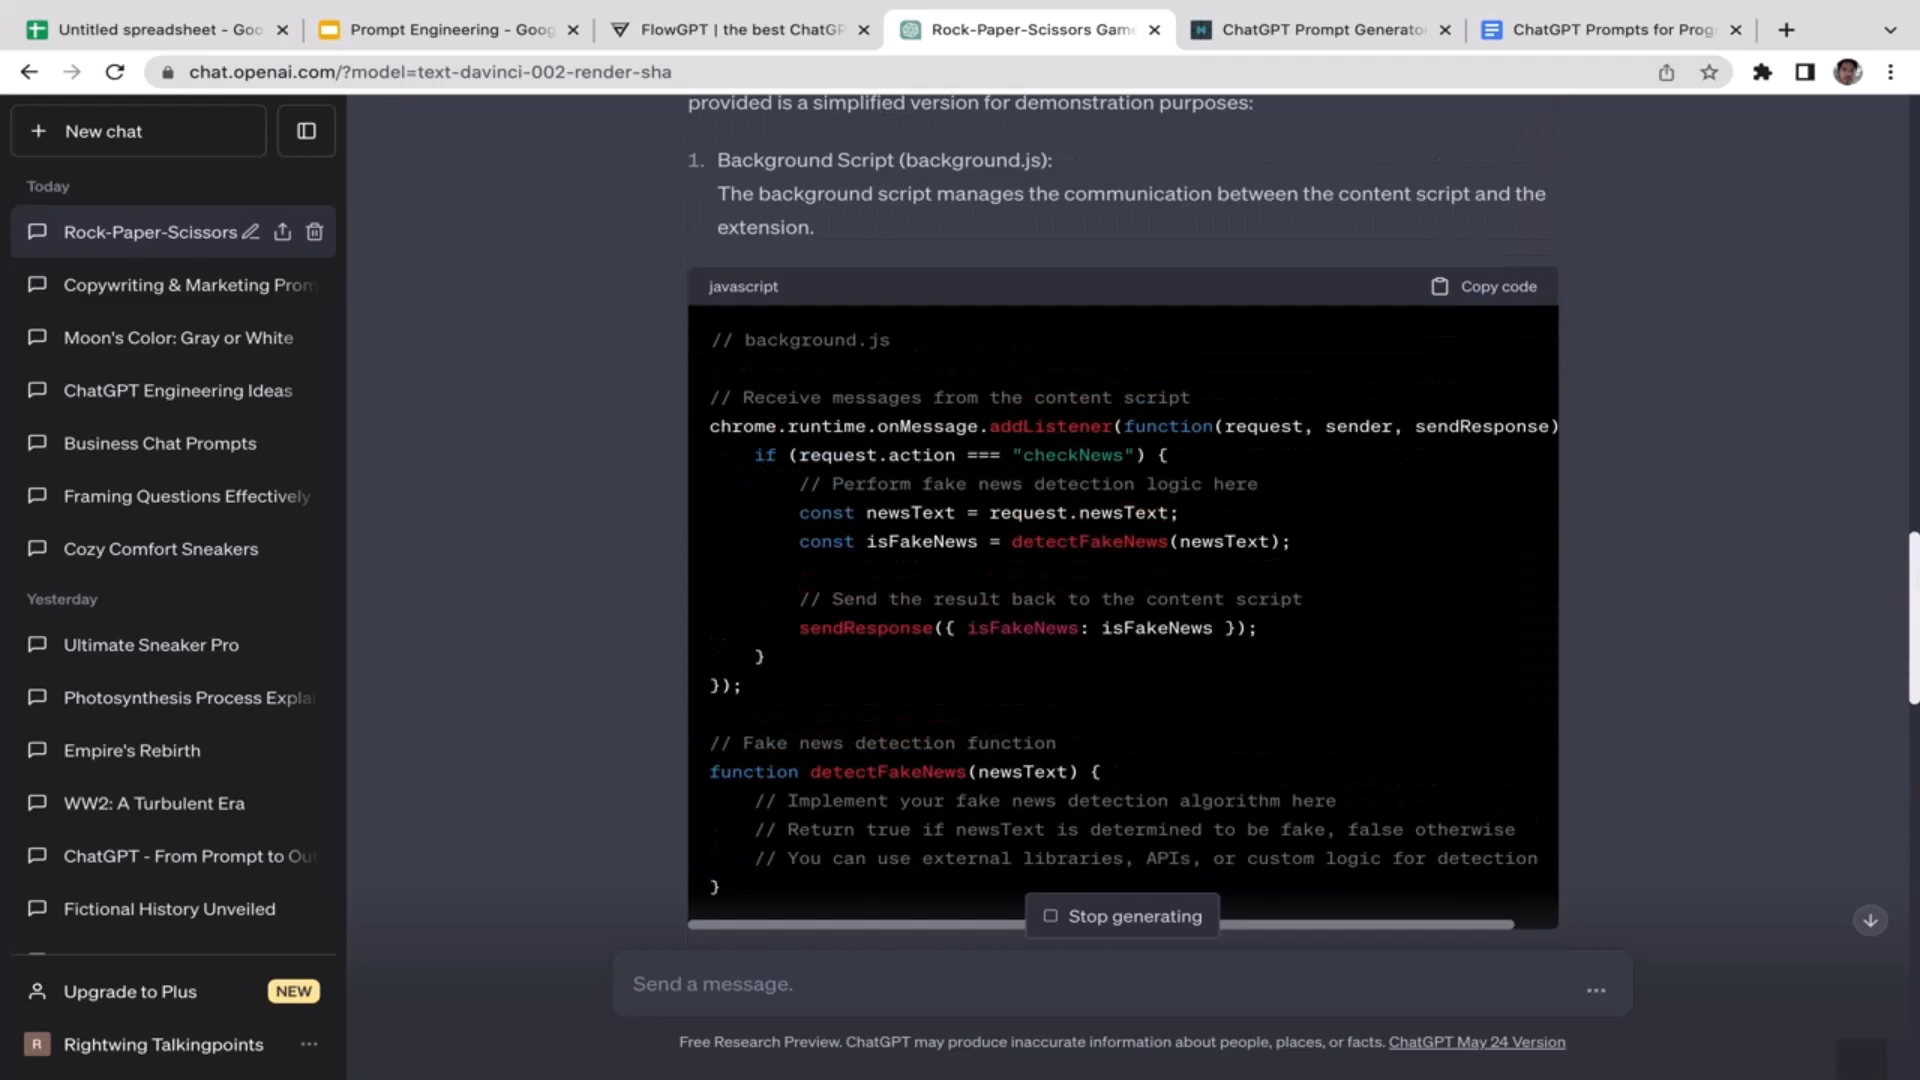 Untitled spreadsheet - Goo
Prompt Engineering - Goog
FlowGPT | the best ChatGP
Rock-Paper-Scissors Gam
ChatGPT Prompt Generator
ChatGPT Prompts for Prog
chat.openai.com/?model=text-davinci-002-render-sha
New chat
Today
Rock-Paper-Scissors
Copywriting & Marketing Prom
Moon's Color: Gray or White
ChatGPT Engineering Ideas
Business Chat Prompts
Framing Questions Effectively
Cozy Comfort Sneakers
Yesterday
Ultimate Sneaker Pro
Photosynthesis Process Expla
Empire's Rebirth
WW2: A Turbulent Era
ChatGPT - From Prompt to Ou
Fictional History Unveiled
Upgrade to Plus NEW
R Rightwing Talkingpoints
provided is a simplified version for demonstration purposes:
1. Background Script (background.js):
The background script manages the communication between the content script and the
extension.
javascript Copy code
// background.js
// Receive messages from the content script
chrome.runtime.onMessage.addListener(function(request, sender, sendResponse)
if (request.action === "checkNews") {
// Perform fake news detection logic here
const newsText = request.newsText;
const isFakeNews = detectFakeNews(newsText);
// Send the result back to the content script
sendResponse({ isFakeNews: isFakeNews });
}
});
// Fake news detection function
function detectFakeNews(newsText) {
// Implement your fake news detection algorithm here
// Return true if newsText is determined to be fake, false otherwise
// You can use external libraries, APIs, or custom logic for detection
}
Stop generating
Send a message.
Free Research Preview. ChatGPT may produce inaccurate information about people, places, or facts. ChatGPT May 24 Version